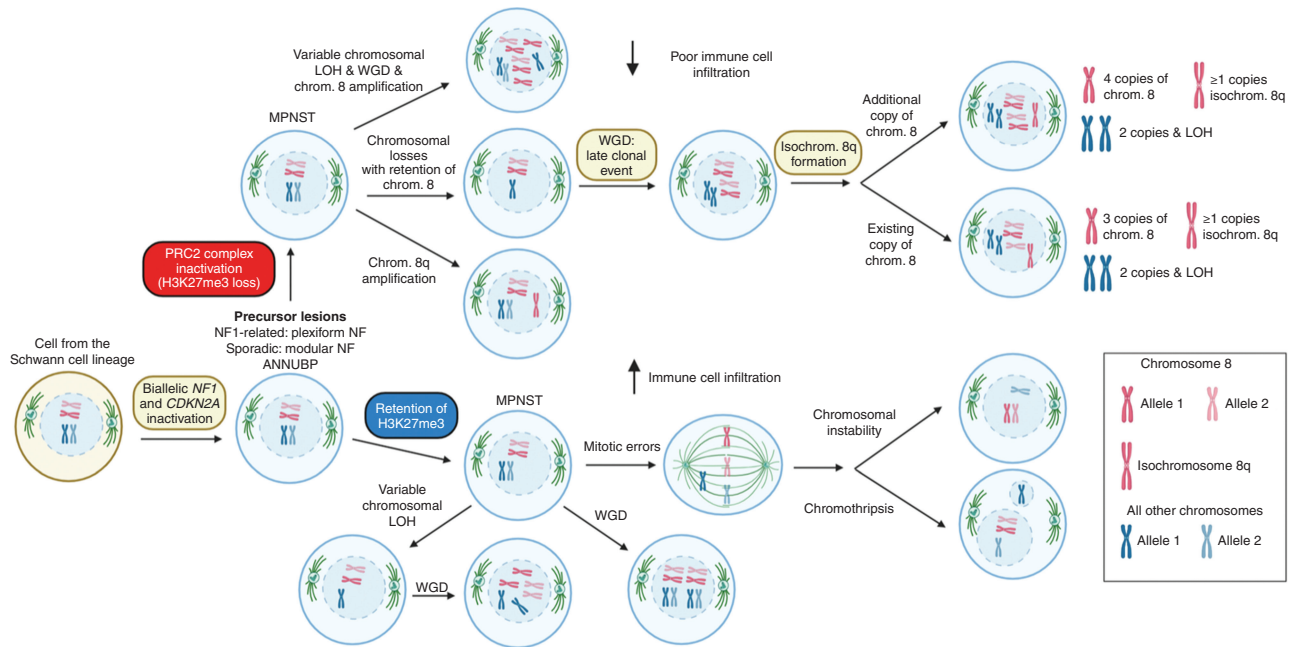 Variable chromosomal
LOH & WGD &
chrom. 8 amplification
Poor immune cell
infiltration
MPNST
Chromosomal
losses
with retention of
chrom. 8
WGD:
late clonal
event
Isochrom. 8q
formation
Additional
copy of
chrom. 8
4 copies of
chrom. 8
≥1 copies
isochrom. 8q
2 copies & LOH
Existing
copy of
chrom. 8
3 copies of
chrom. 8
≥1 copies
isochrom. 8q
2 copies & LOH
PRC2 complex
inactivation
(H3K27me3 loss)
Chrom. 8q
amplification
Precursor lesions
NF1-related: plexiform NF
Sporadic: modular NF
ANNUBP
Cell from the
Schwann cell lineage
Biallelic NF1
and CDKN2A
inactivation
Retention of
H3K27me3
MPNST
Immune cell infiltration
Mitotic errors
Chromosomal
instability
Chromothripsis
Variable
chromosomal
LOH
WGD
WGD
Chromosome 8
Allele 1
Allele 2
Isochromosome 8q
All other chromosomes
Allele 1
Allele 2